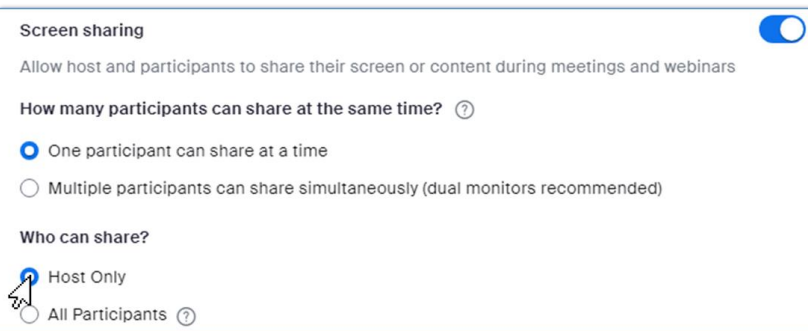 Screen sharing
Allow host and participants to share their screen or content during meetings and webinars
How many participants can share at the same time? ?
One participant can share at a time
Multiple participants can share simultaneously (dual monitors recommended)
Who can share?
Host Only
All Participants ?